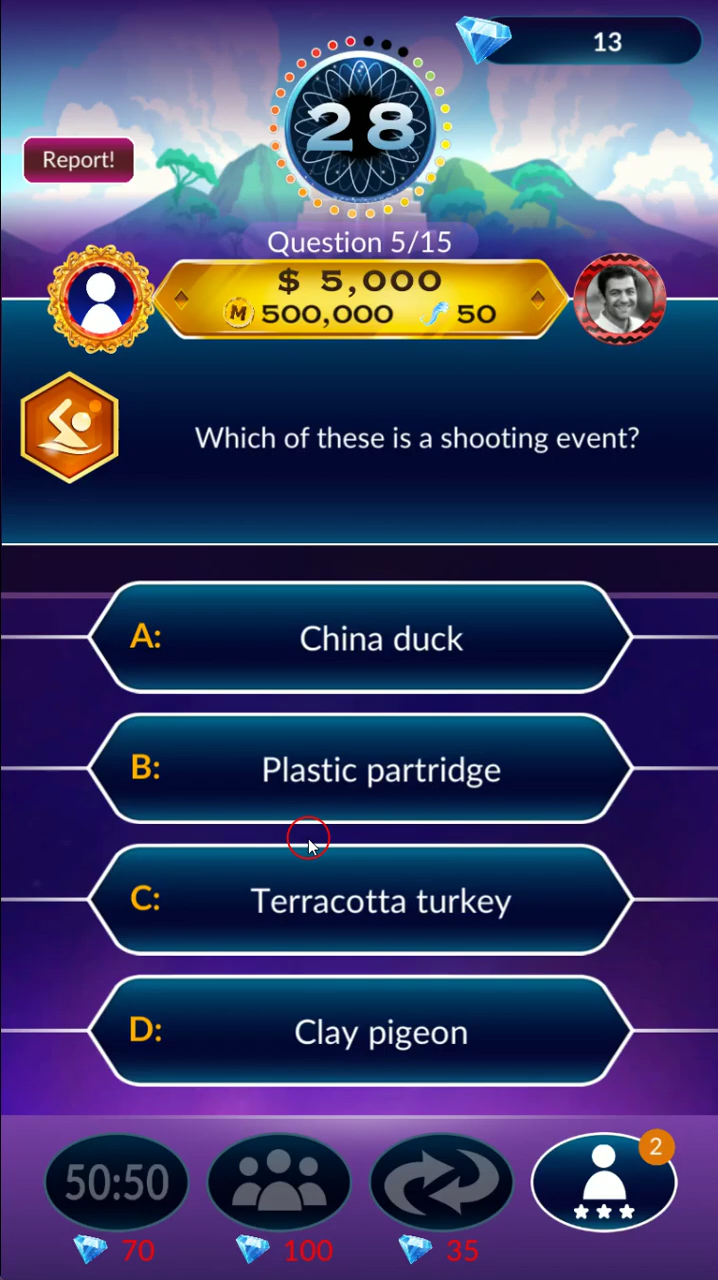 13
28
Report!
Question 5/15
$ 5,000
M 500,000 50
Which of these is a shooting event?
A: China duck
B: Plastic partridge
C: Terracotta turkey
D: Clay pigeon
2
50:50
70 100 35